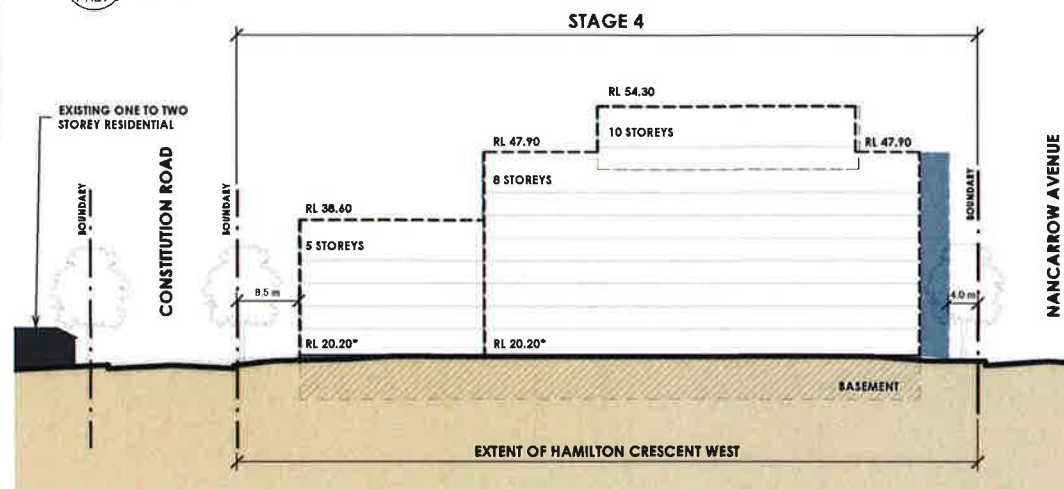 STAGE 4
EXISTING ONE TO TWO
STOREY RESIDENTIAL
RL 54.30
10 STOREYS
RL 47.90
RL 47.90
8 STOREYS
RL 38.60
5 STOREYS
BOUNDARY
CONSTITUTION ROAD
BOUNDARY
BOUNDARY
NANCARROW AVENUE
8.5 m
4.0 m
RL 20.20*
RL 20.20*
BASEMENT
EXTENT OF HAMILTON CRESCENT WEST